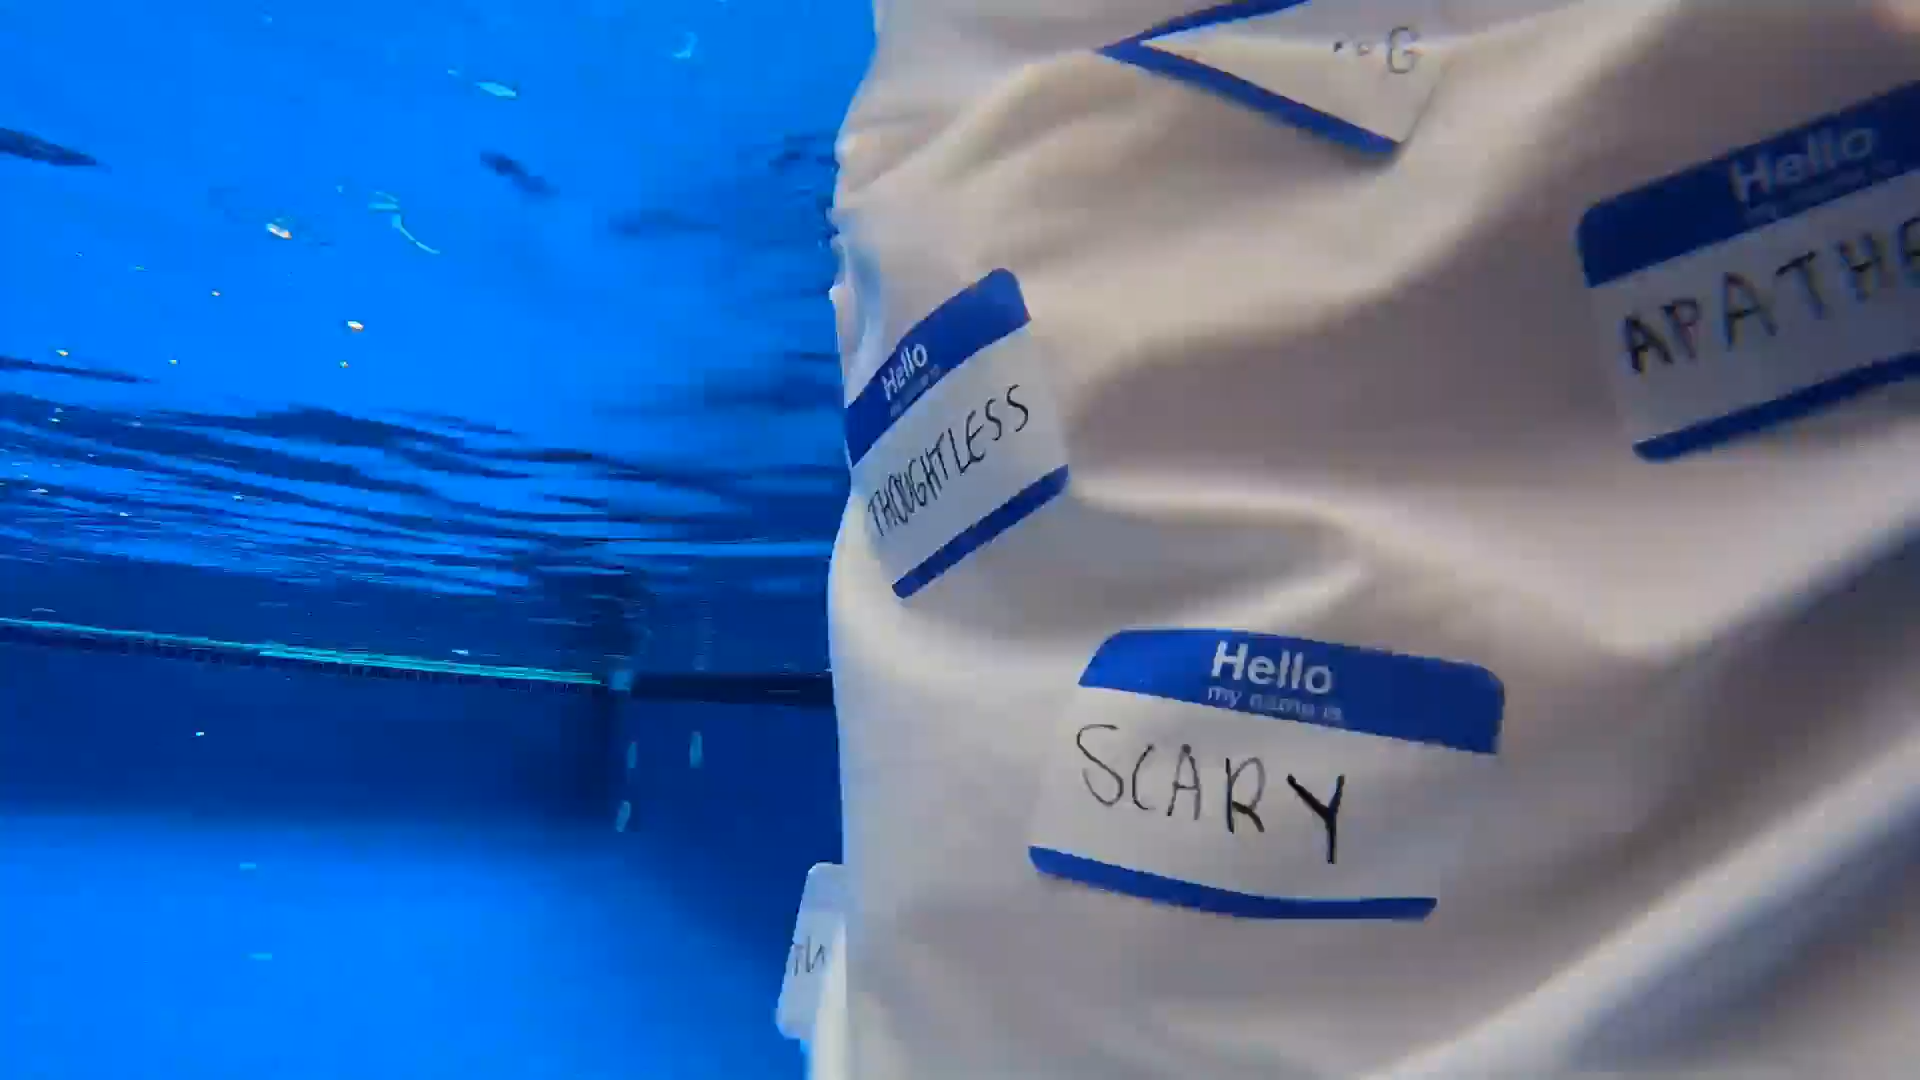 Hello
APATHE
Hello
THOUGHTLESS
Hello
my name is
SCARY